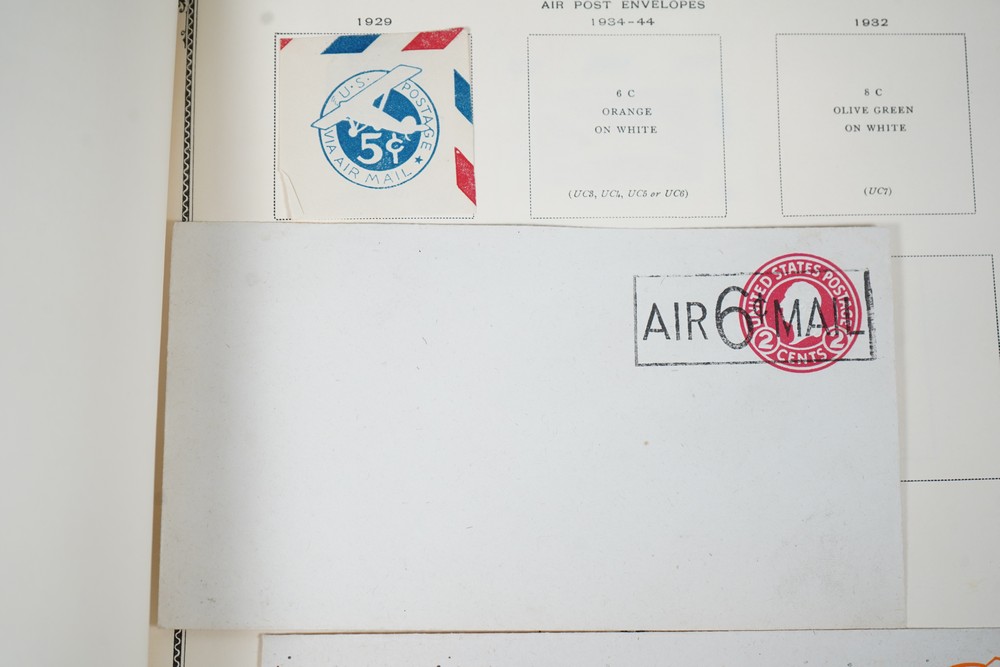 AIR POST ENVELOPES
1929
1934-44
1932
U.S. POSTAGE
5¢
VIA AIR MAIL
6 C
ORANGE
ON WHITE
(UC3, UC4, UC5 or UC6)
8 C
OLIVE GREEN
ON WHITE
(UC7)
UNITED STATES POSTAGE
AIR 6¢ MAIL
2 CENTS 2